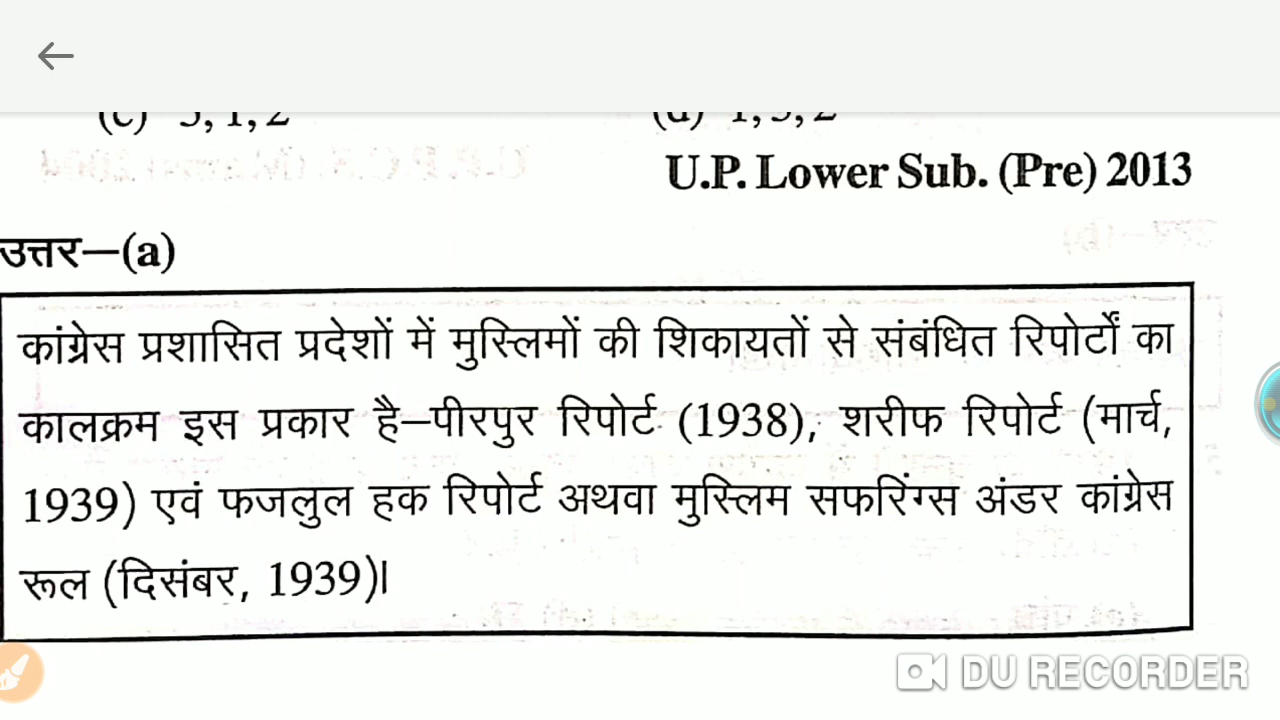 U.P. Lower Sub. (Pre) 2013
उत्तर—(a)
कांग्रेस प्रशासित प्रदेशों में मुस्लिमों की शिकायतों से संबंधित रिपोर्टों का
कालक्रम इस प्रकार है—पीरपुर रिपोर्ट (1938), शरीफ रिपोर्ट (मार्च,
1939) एवं फजलुल हक रिपोर्ट अथवा मुस्लिम सफरिंग्स अंडर कांग्रेस
रूल (दिसंबर, 1939)।
DU RECORDER